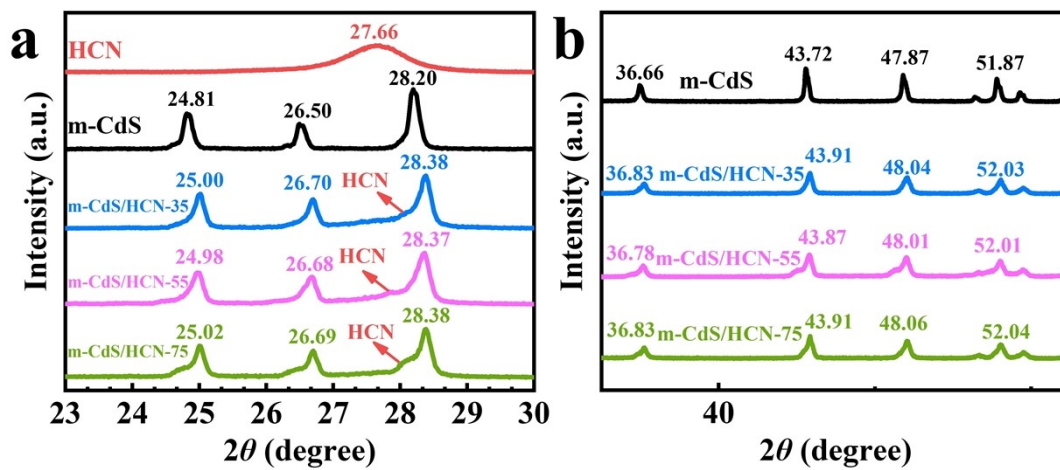 a
HCN
27.66
m-CdS
24.81
26.50
28.20
m-CdS/HCN-35
25.00
26.70
HCN
28.38
m-CdS/HCN-55
24.98
26.68
HCN
28.37
m-CdS/HCN-75
25.02
26.69
HCN
28.38
23 24 25 26 27 28 29 30
2θ (degree)
Intensity (a.u.)
b
36.66
m-CdS
43.72
47.87
51.87
36.83
m-CdS/HCN-35
43.91
48.04
52.03
36.78
m-CdS/HCN-55
43.87
48.01
52.01
36.83
m-CdS/HCN-75
43.91
48.06
52.04
40
2θ (degree)
Intensity (a.u.)